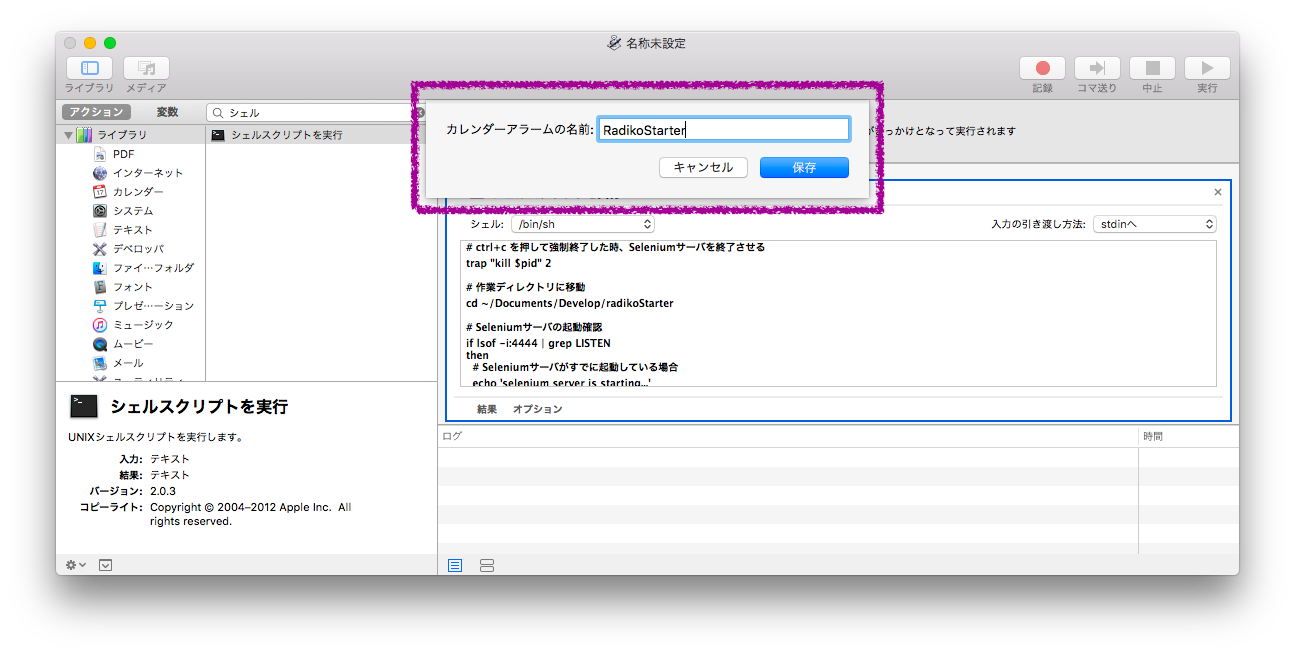 名称未設定
ライブラリ
メディア
記録
コマ送り
中止
実行
アクション
変数
シェル
カレンダーアラームの名前:
RadikoStarter
キャンセル
保存
っかけとなって実行されます
ライブラリ
PDF
インターネット
カレンダー
システム
テキスト
デベロッパ
ファイ…フォルダ
フォント
プレゼ…ーション
ミュージック
ムービー
メール
シェルスクリプトを実行
シェル:
/bin/sh
入力の引き渡し方法:
stdinへ
# ctrl+c を押して強制終了した時、Seleniumサーバを終了させる
trap "kill $pid" 2
# 作業ディレクトリに移動
cd ~/Documents/Develop/radikoStarter
# Seleniumサーバの起動確認
if lsof -i:4444 | grep LISTEN
then
# Seleniumサーバがすでに起動している場合
echo 'selenium server is starting...'
結果
オプション
シェルスクリプトを実行
UNIXシェルスクリプトを実行します。
入力: テキスト
結果: テキスト
バージョン: 2.0.3
コピーライト: Copyright © 2004–2012 Apple Inc. All
rights reserved.
ログ
時間